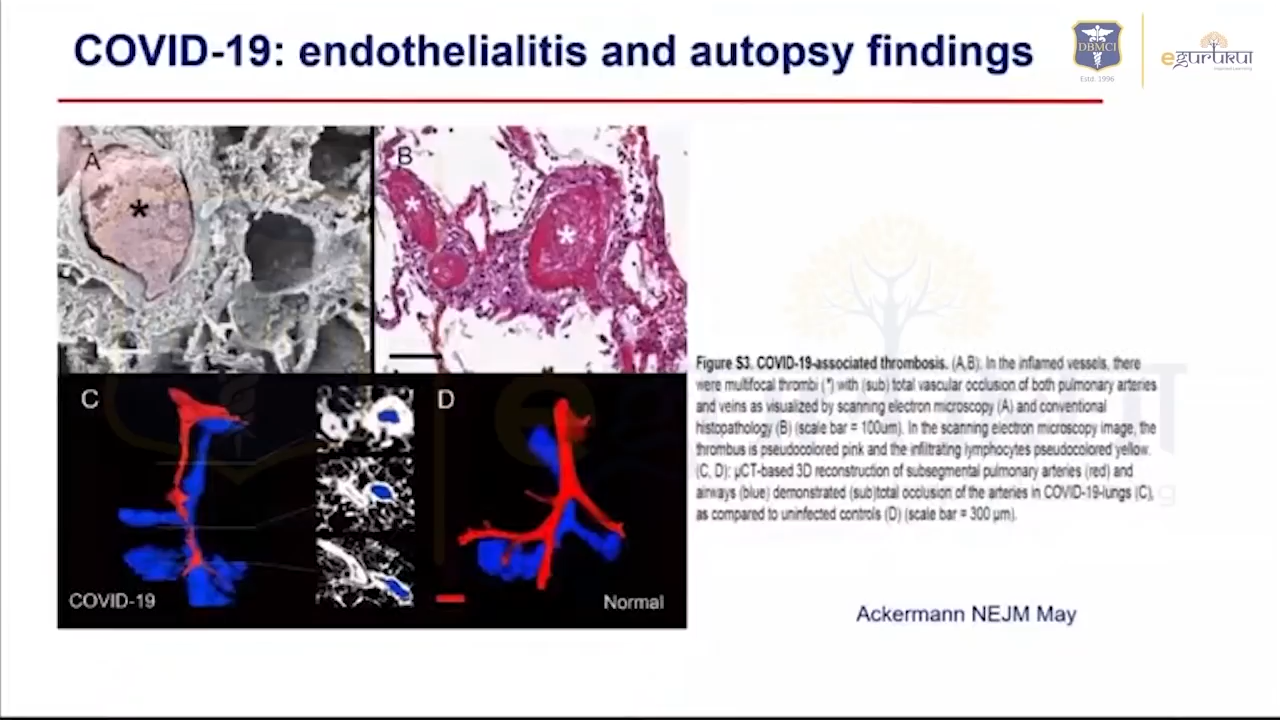 COVID-19: endothelialitis and autopsy findings
DBMCI
Estd. 1996
egurukul
A
B
C
D
COVID-19
Normal
Figure S3. COVID-19-associated thrombosis. (A,B): In the inflamed vessels, there
were multifocal thrombi (*) with (sub) total vascular occlusion of both pulmonary arteries
and veins as visualized by scanning electron microscopy (A) and conventional
histopathology (B) (scale bar = 100um). In the scanning electron microscopy image, the
thrombus is pseudocolored pink and the infiltrating lymphocytes pseudocolored yellow.
(C, D): µCT-based 3D reconstruction of subsegmental pulmonary arteries (red) and
airways (blue) demonstrated (sub)total occlusion of the arteries in COVID-19-lungs (C),
as compared to uninfected controls (D) (scale bar = 300 µm).
Ackermann NEJM May